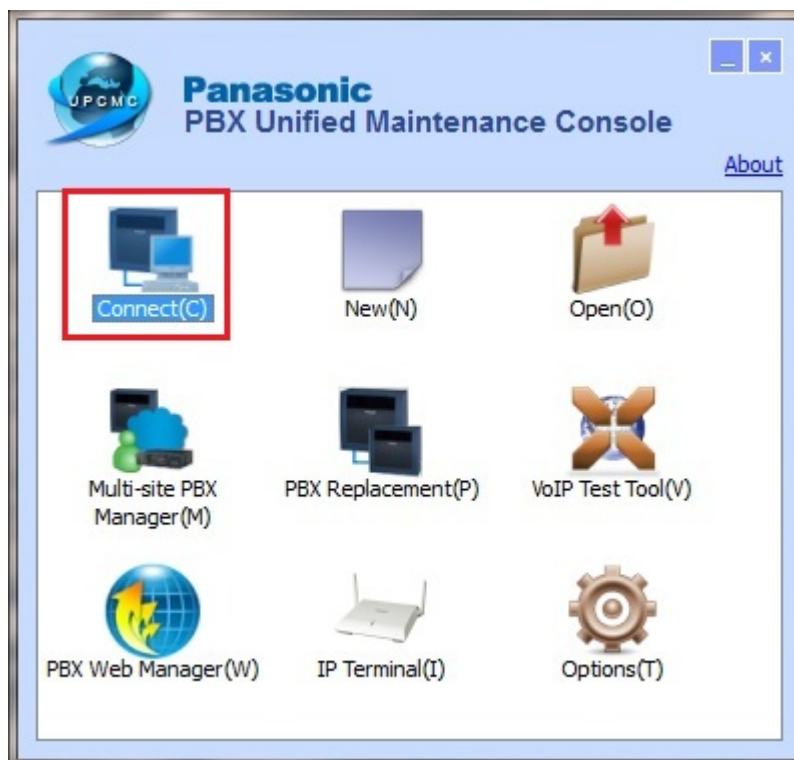 UPCMC
Panasonic
PBX Unified Maintenance Console
About
Connect(C)
New(N)
Open(O)
Multi-site PBX
Manager(M)
PBX Replacement(P)
VoIP Test Tool(V)
PBX Web Manager(W)
IP Terminal(I)
Options(T)